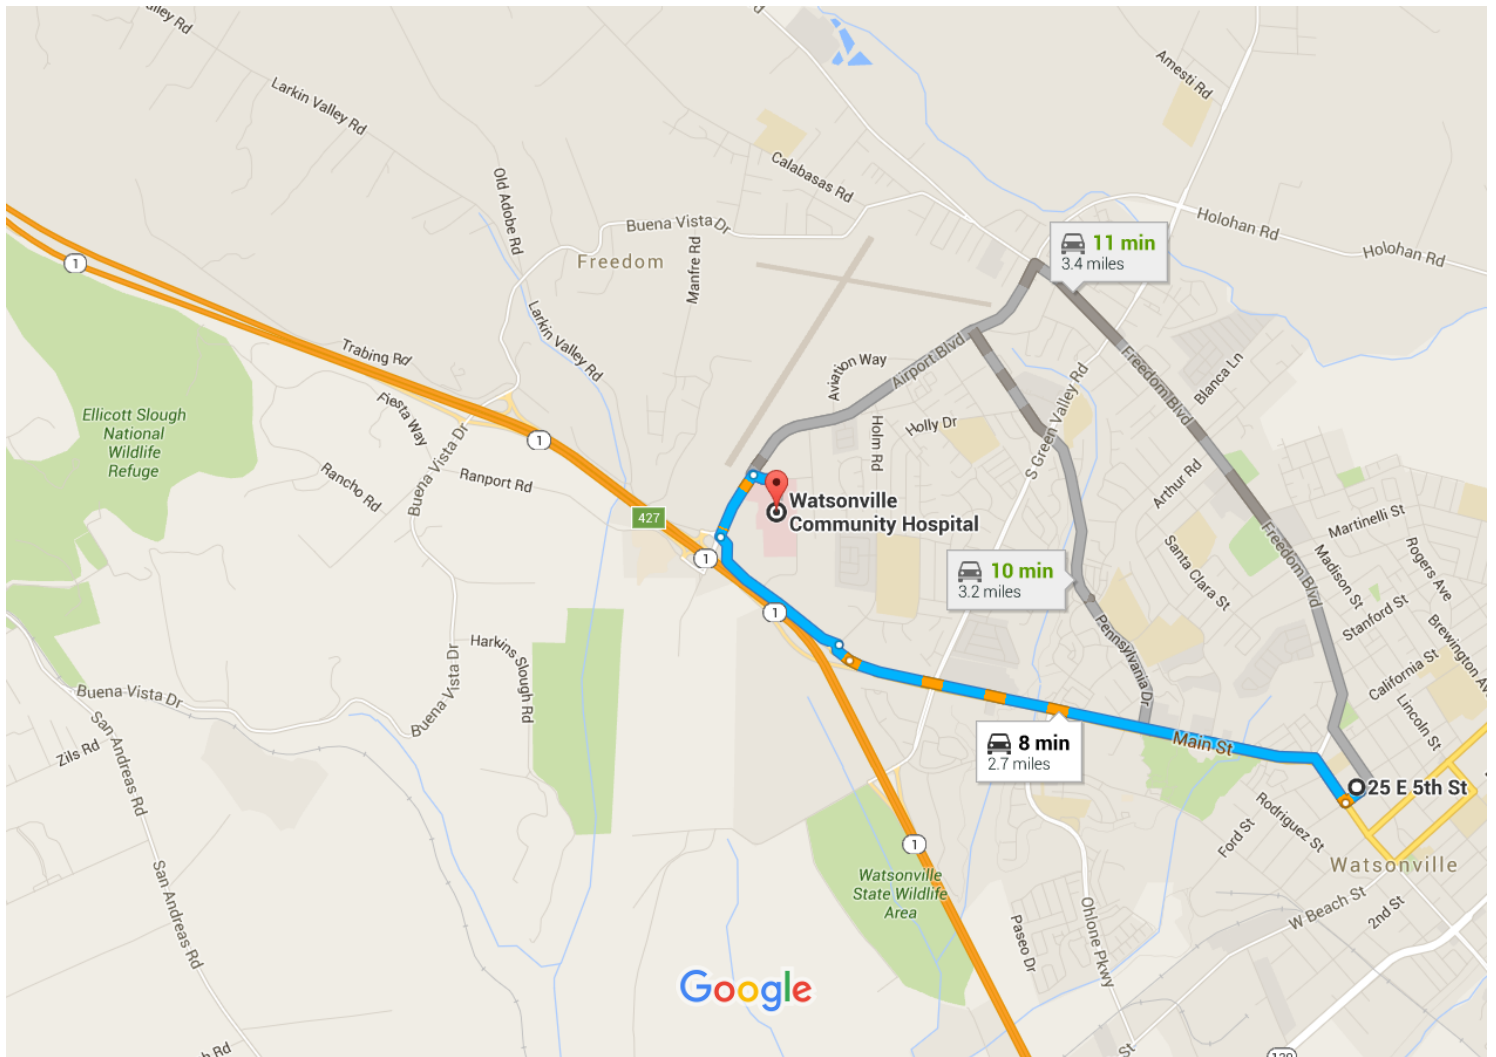 Valley Rd
Larkin Valley Rd
Amesti Rd
Calabasas Rd
Old Adobe Rd
Buena Vista Dr
Holohan Rd
Holohan Rd
11 min
3.4 miles
Freedom
Manfre Rd
1
Larkin Valley Rd
Trabing Rd
Aviation Way
Airport Blvd
Freedom Blvd
Blanca Ln
Fiesta Way
Ellicott Slough
National
Wildlife
Refuge
Holm Rd
Holly Dr
S Green Valley Rd
1
Buena Vista Dr
Rancho Rd
Ranport Rd
Arthur Rd
Watsonville
Community Hospital
427
Martinelli St
Freedom Blvd
Madison St
Rogers Ave
1
10 min
3.2 miles
Santa Clara St
Stanford St
Brewington Ave
1
Pennsylvania Dr
Harkins Slough Rd
Buena Vista Dr
California St
Lincoln St
Buena Vista Dr
San Andreas Rd
Zils Rd
8 min
2.7 miles
Main St
25 E 5th St
Rodriguez St
Ford St
1
Watsonville
Watsonville
State Wildlife
Area
San Andreas Rd
W Beach St
2nd St
Paseo Dr
Ohlone Pkwy
Google
Rd
St
129